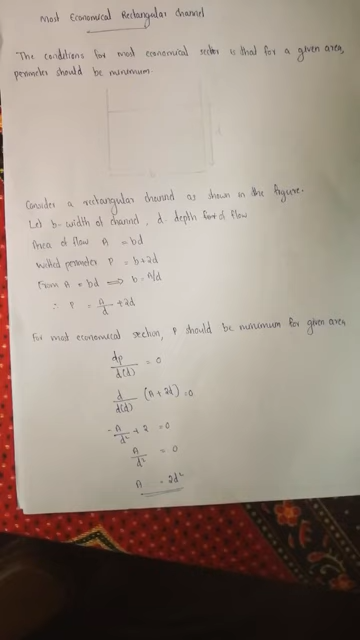 Most Economical Rectangular channel
The conditions for most economical section is that for a given area,
perimeter should be minimum.
Consider a rectangular channel as shown in the figure.
Let b- width of channel, d- depth of flow
Area of flow A = bd
Wetted perimeter P = b+2d
From A = bd ⟹ b = A/d
∴ P = A/d + 2d
For most economical section, P should be minimum for given area
dp/d(d) = 0
d/d(d) (A + 2d) = 0
-A/d² + 2 = 0
A/d² = 0
A = 2d²